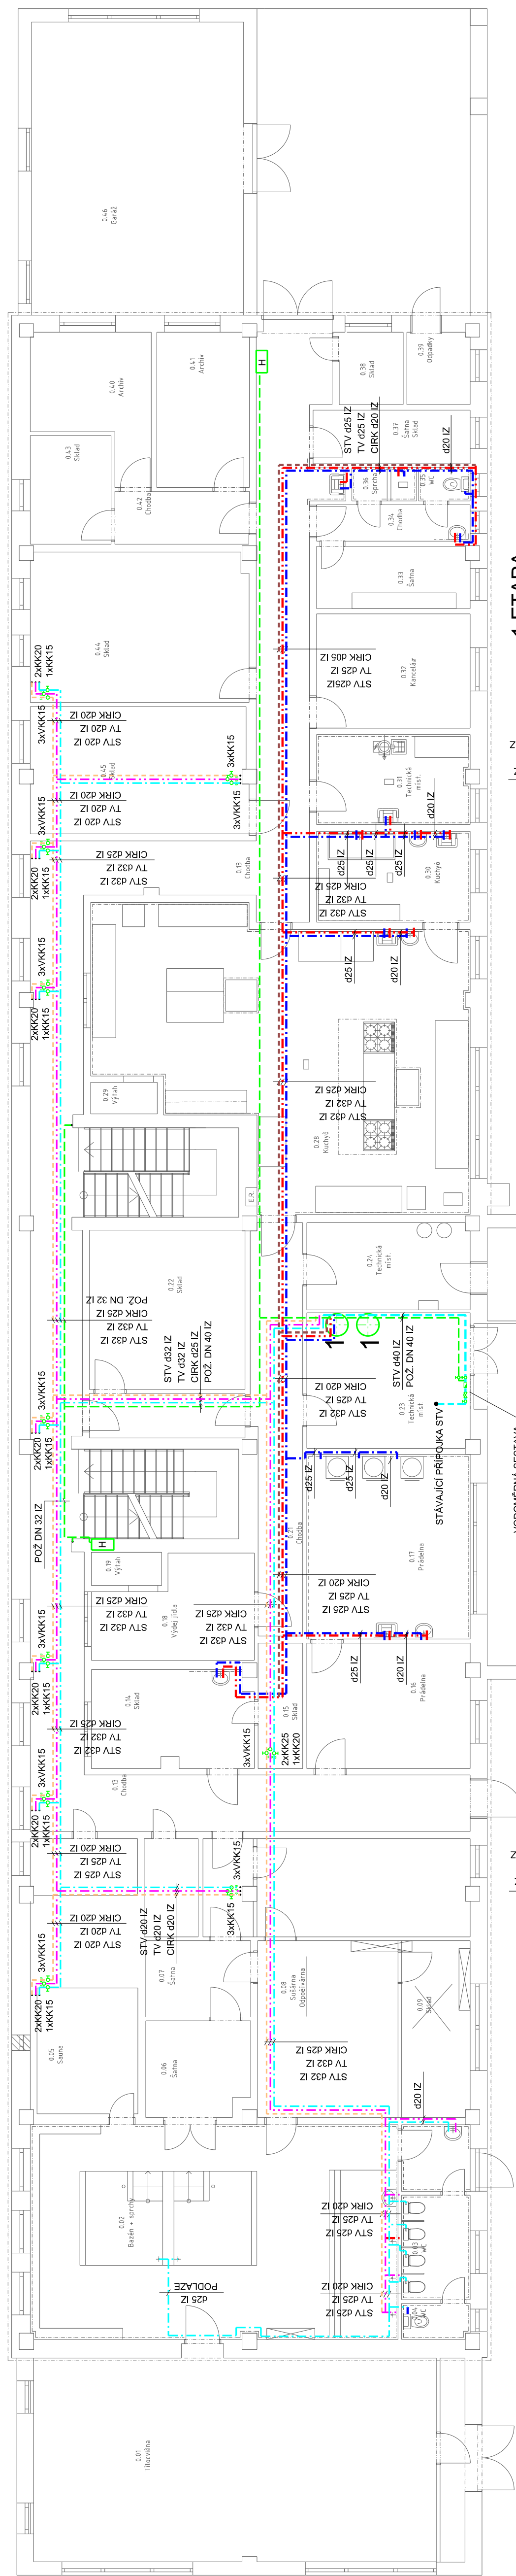 0.46
Garáž
0.41
Archiv
0.40
Archiv
0.39
Odpadky
0.38
Sklad
H
0.43
Sklad
0.42
Chodba
0.37
Šatna
Sklad
STV d25 IZ
TV d25 IZ
CIRK d20 IZ
d20 IZ
0.36
Sprcha
0.35
WC
0.34
Chodba
0.33
Šatna
1.ETAPA
0.44
Sklad
STV d25IZ
TV d25 IZ
CIRK d05 IZ
0.32
Kanceláø
2xKK20
1xKK15
3xVKK15
STV d20 IZ
TV d20 IZ
CIRK d20 IZ
0.45
Sklad
3xKK15
3xVKK15
0.31
Technická
míst.
STV d20 IZ
TV d20 IZ
CIRK d20 IZ
3xVKK15
2xKK20
1xKK15
d20 IZ
d25 IZ
d25 IZ
d25 IZ
0.13
Chodba
STV d32 IZ
TV d32 IZ
CIRK d25 IZ
STV d32 IZ
TV d32 IZ
CIRK d25 IZ
0.30
Kuchyò
3xVKK15
2xKK20
1xKK15
d25 IZ
d20 IZ
0.29
Výtah
STV d32 IZ
TV d32 IZ
CIRK d25 IZ
0.28
Kuchyò
E.R.
0.22
Sklad
0.24
Technická
míst
STV d32 IZ
TV d32 IZ
CIRK d25 IZ
POŽ. DN 32 IZ
STV d32 IZ
TV d32 IZ
CIRK d25 IZ
POŽ. DN 40 IZ
1
1
STV d40 IZ
POŽ. DN 40 IZ
STV d32 IZ
TV d25 IZ
CIRK d20 IZ
0.23
Technická
míst.
STÁVAJÍCÍ PŘÍPOJKA STV
VODOMĚRNÁ SESTAVA
3xVKK15
2xKK20
1xKK15
POŽ DN 32 IZ
H
0.19
Výtah
Chodba
d25 IZ
d25 IZ
d20 IZ
0.17
Prádelna
0.18
Výdej jídla
STV d32 IZ
TV d32 IZ
CIRK d25 IZ
STV d32 IZ
TV d32 IZ
CIRK d25 IZ
STV d25 IZ
TV d25 IZ
CIRK d20 IZ
3xVKK15
2xKK20
1xKK15
d25 IZ
d20 IZ
0.16
Prádelna
0.14
Sklad
0.15
Sklad
STV d32 IZ
TV d32 IZ
CIRK d25 IZ
3xVKK15
2xKK25
1xKK20
0.13
Chodba
3xVKK15
2xKK20
1xKK15
STV d25 IZ
TV d25 IZ
CIRK d20 IZ
3xVKK15
3xKK15
STV d20 IZ
TV d20 IZ
CIRK d20 IZ
STV d20 IZ
TV d20 IZ
CIRK d20 IZ
0.07
Šatna
3xVKK15
2xKK20
1xKK15
0.08
Sušárna
Odpoèívárna
0.09
Sklad
0.05
Sauna
0.06
Šatna
STV d32 IZ
TV d32 IZ
CIRK d25 IZ
d20 IZ
0.02
Bazén + sprchy
d25 IZ
PODLAZE
STV d25 IZ
TV d25 IZ
CIRK d20 IZ
STV d25 IZ
TV d25 IZ
CIRK d20 IZ
0.03
WC
WC
0.01
Tìlocvièna